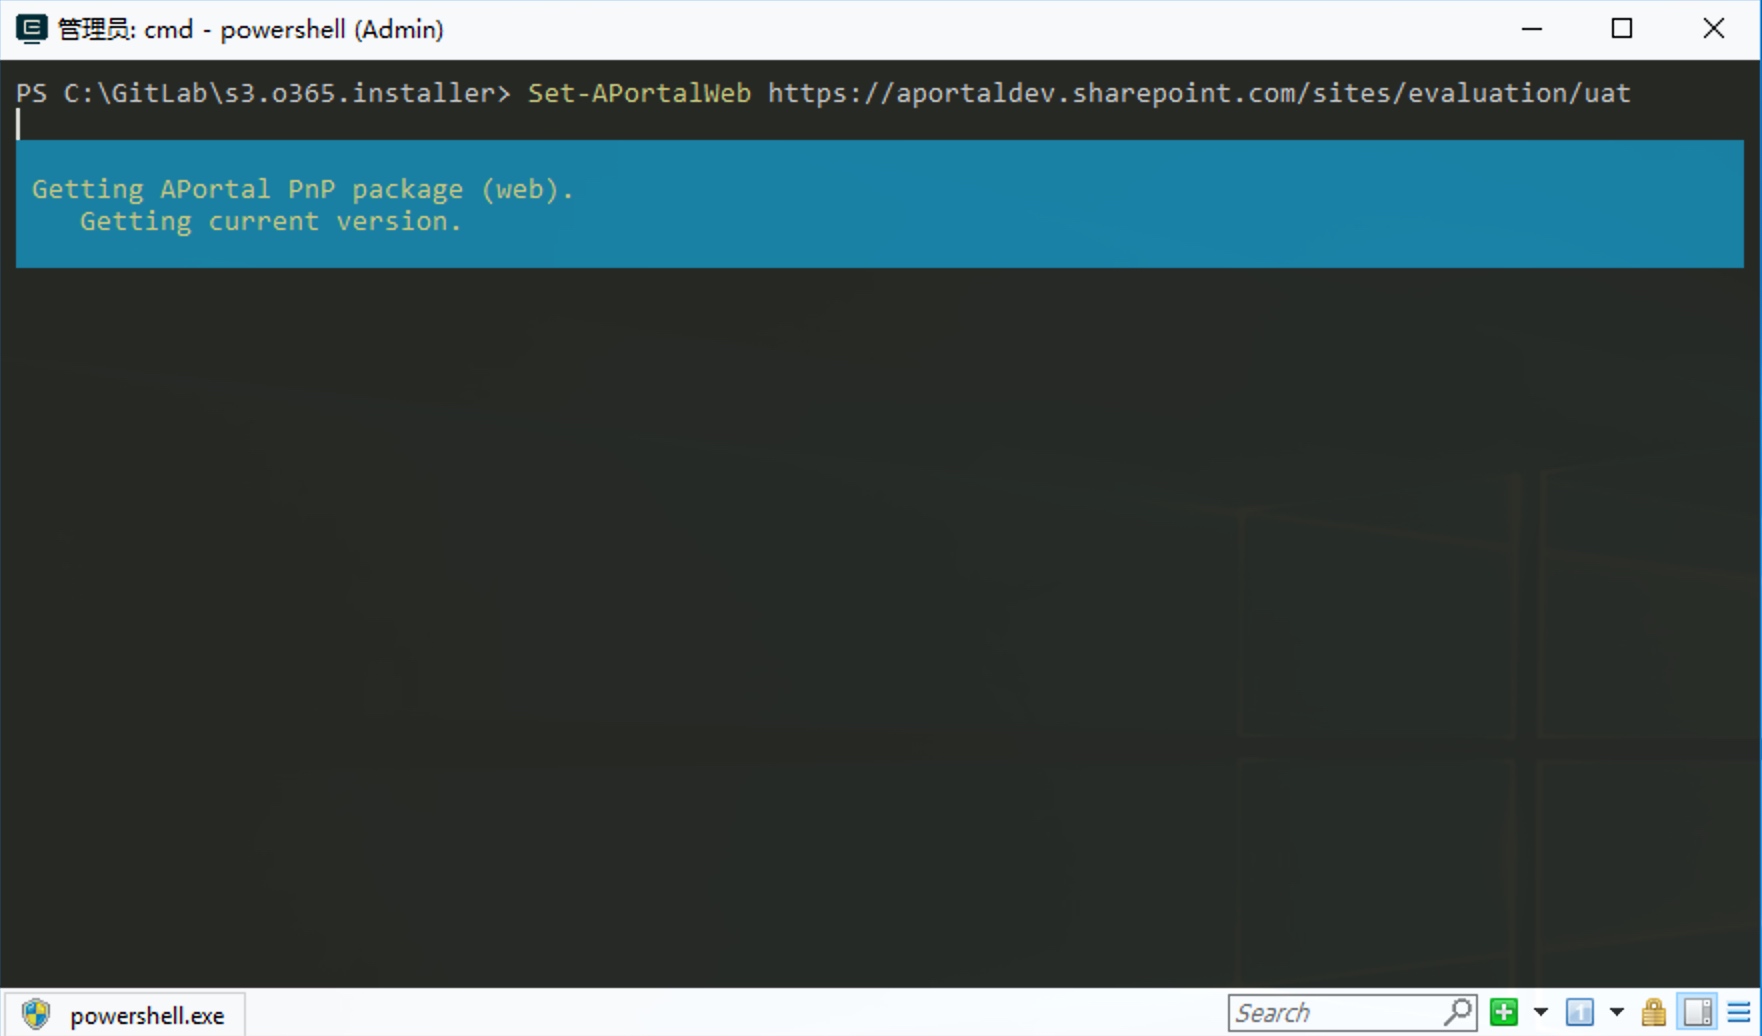 管理员: cmd - powershell (Admin)
PS C:\GitLab\s3.o365.installer> Set-APortalWeb https://aportaldev.sharepoint.com/sites/evaluation/uat
Getting APortal PnP package (web).
Getting current version.
powershell.exe
Search
1